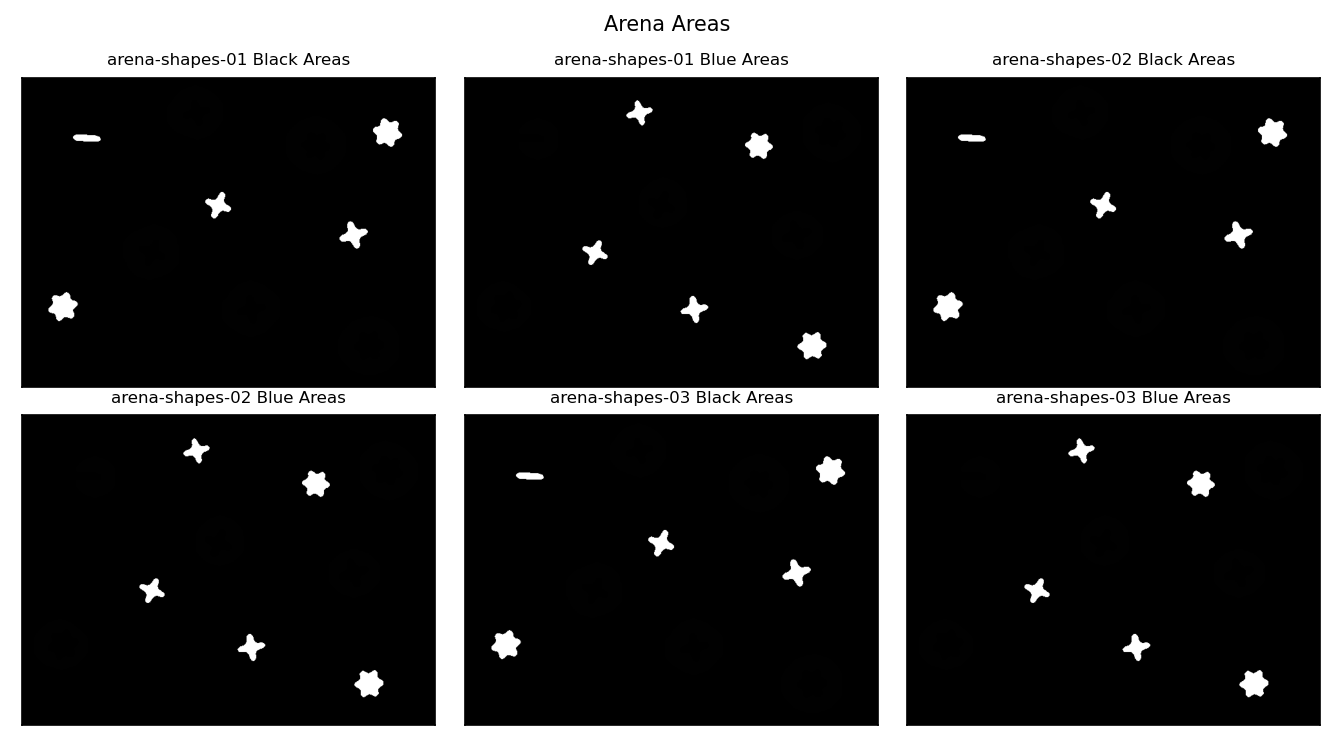 Arena Areas
arena-shapes-01 Black Areas
arena-shapes-01 Blue Areas
arena-shapes-02 Black Areas
arena-shapes-02 Blue Areas
arena-shapes-03 Black Areas
arena-shapes-03 Blue Areas